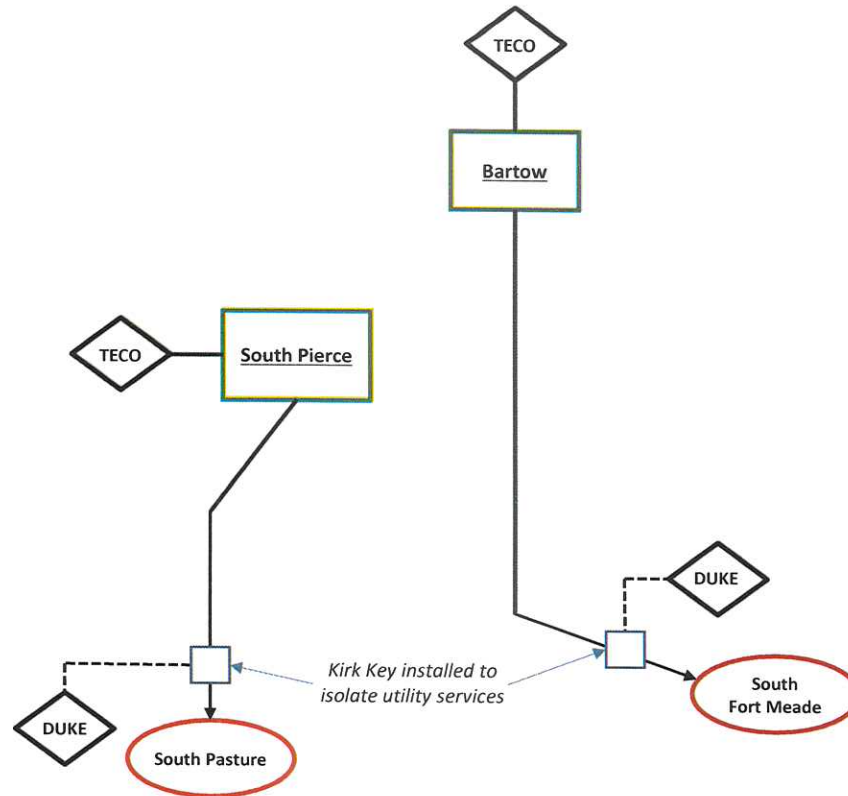 TECO
Bartow
TECO
South Pierce
DUKE
Kirk Key installed to
isolate utility services
South
Fort Meade
DUKE
South Pasture